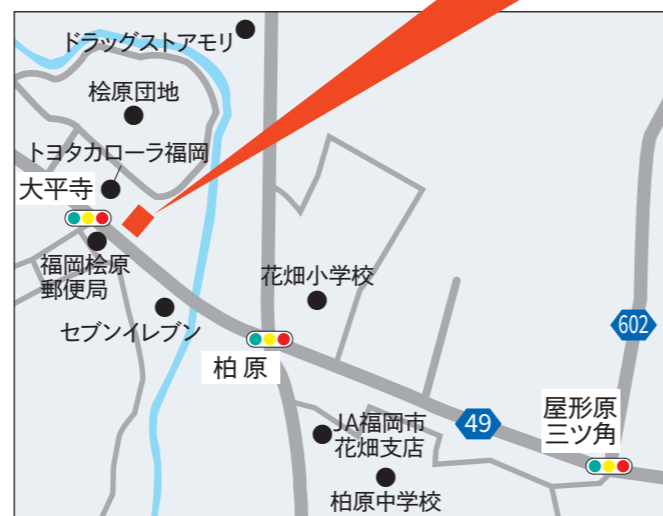 ドラッグストアモリ
桧原団地
トヨタカローラ福岡
大平寺
福岡桧原
郵便局
セブンイレブン
花畑小学校
柏原
602
49
屋形原
三ツ角
JA福岡市
花畑支店
柏原中学校